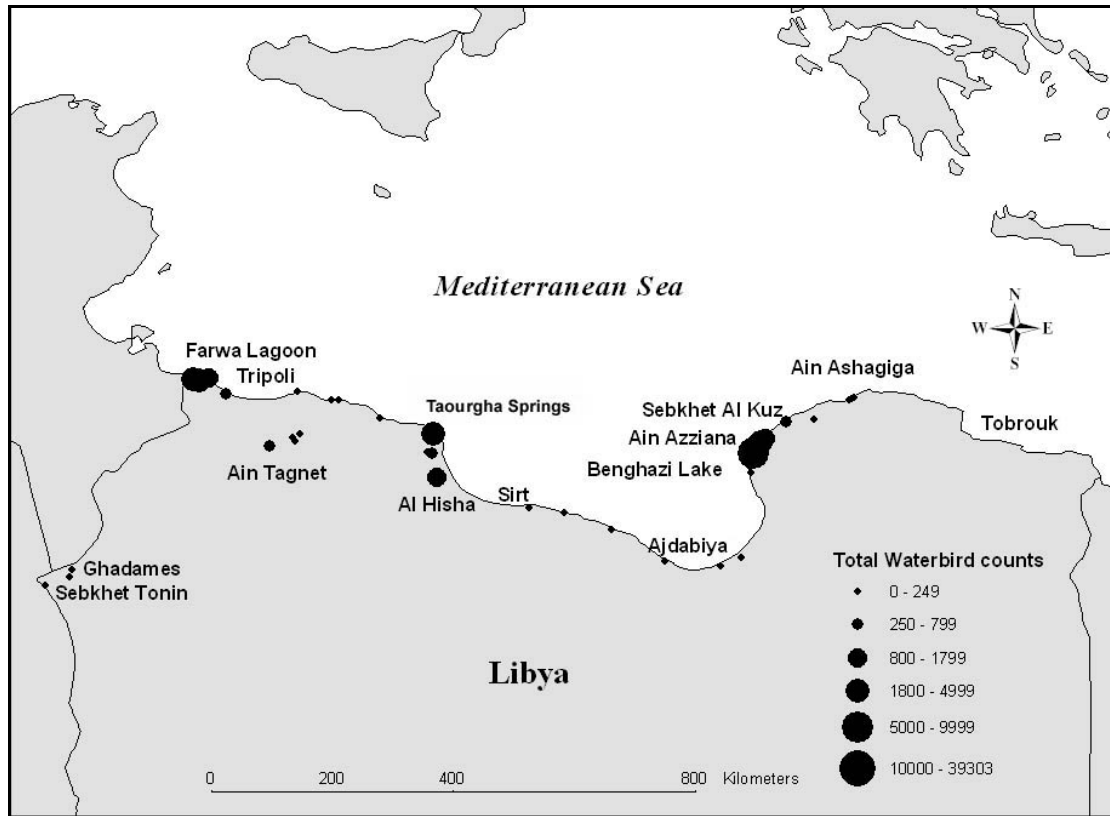 Mediterranean Sea
N
W E
S
Farwa Lagoon
Tripoli
Ain Ashagiga
Taourgha Springs
Sebkhet Al Kuz
Tobrouk
Ain Azziana
Benghazi Lake
Ain Tagnet
Al Hisha
Sirt
Ajdabiya
Ghadames
Sebkhet Tonin
Libya
Total Waterbird counts
0 - 249
250 - 799
800 - 1799
1800 - 4999
5000 - 9999
10000 - 39303
0 200 400 800 Kilometers